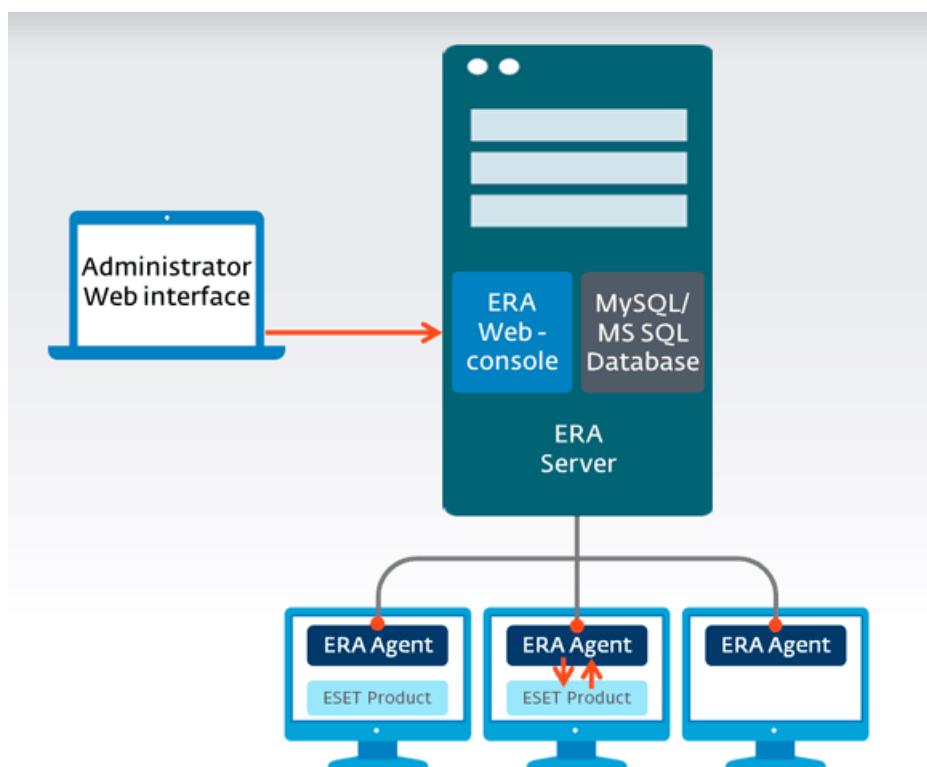 Administrator
Web interface
ERA
Web -
console
MySQL/
MS SQL
Database
ERA
Server
ERA Agent
ESET Product
ERA Agent
ESET Product
ERA Agent